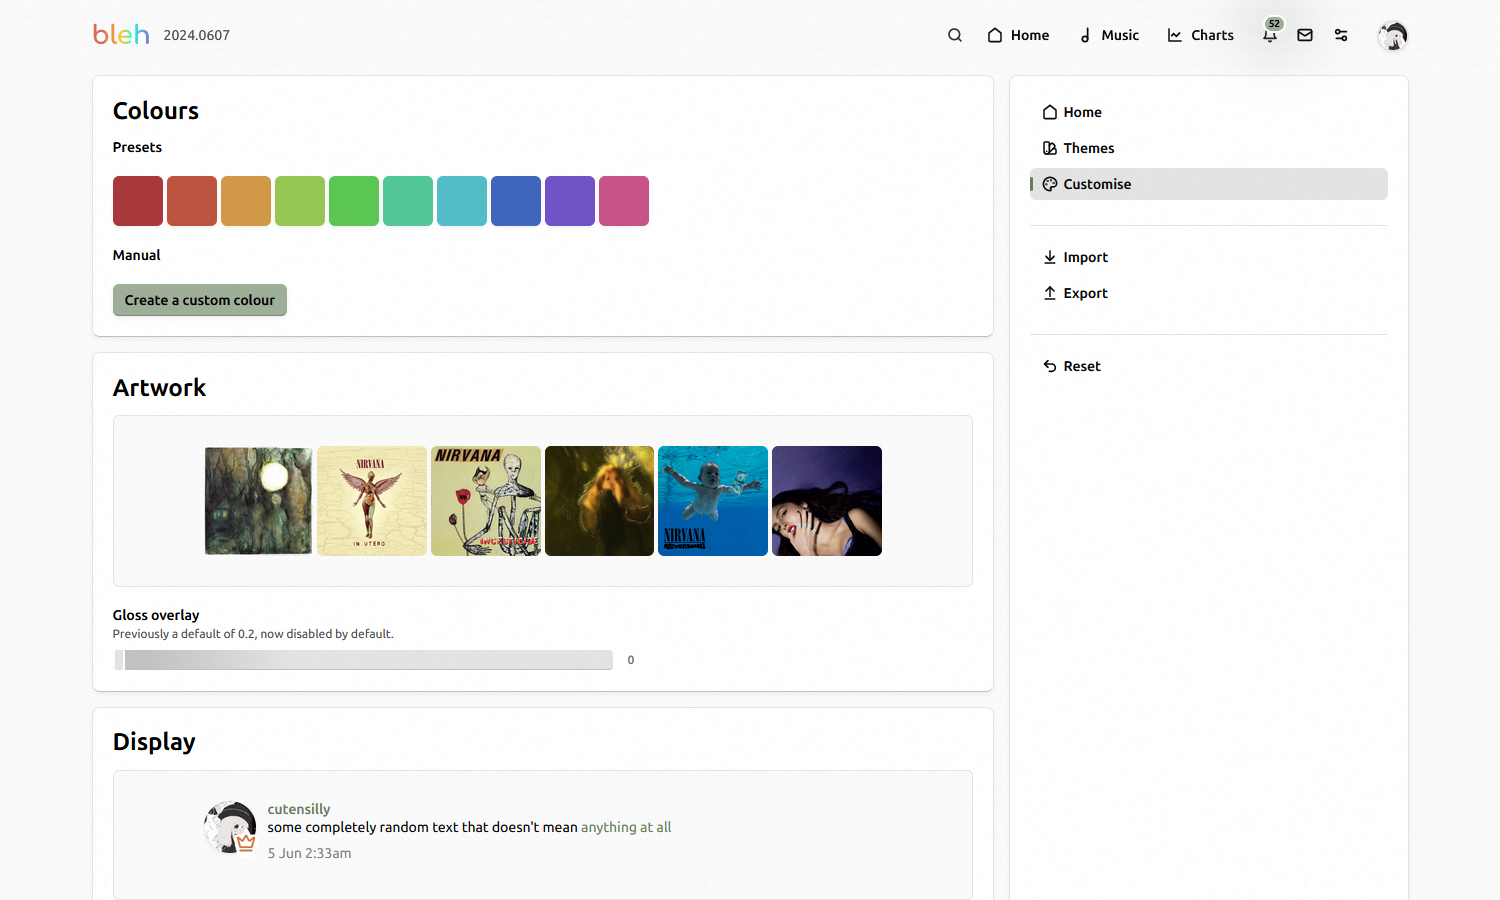 bleh 2024.0607
Home
Music
Charts
52
Colours
Presets
Manual
Create a custom colour
Artwork
NIRVANA
IN UTERO
NIRVANA
INCESTICIDE
NIRVANA
NEVERMIND
Gloss overlay
Previously a default of 0.2, now disabled by default.
0
Display
cutensilly
some completely random text that doesn't mean anything at all
5 Jun 2:33am
Home
Themes
Customise
Import
Export
Reset